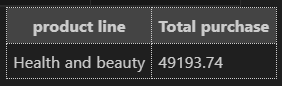 product line Total purchase
Health and beauty 49193.74